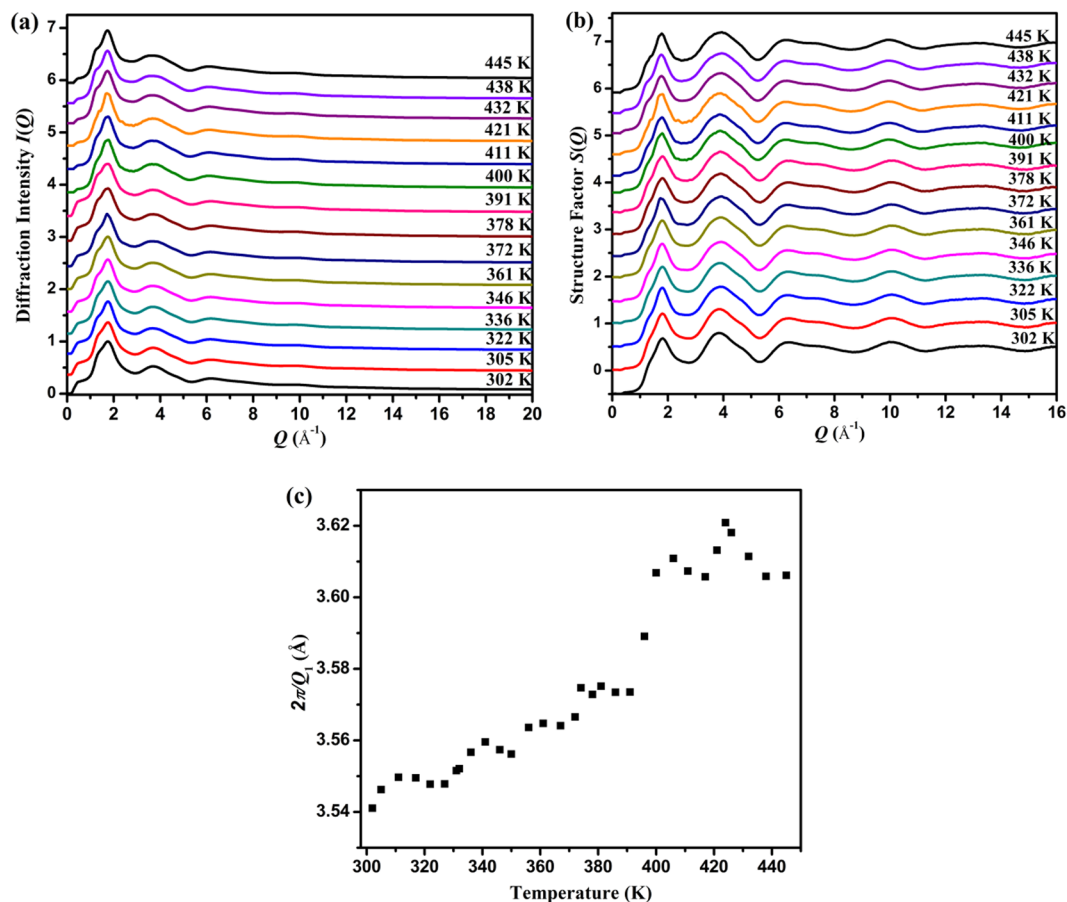 (a)
Diffraction Intensity I(Q)
7
6
5
4
3
2
1
0
445 K
438 K
432 K
421 K
411 K
400 K
391 K
378 K
372 K
361 K
346 K
336 K
322 K
305 K
302 K
0 2 4 6 8 10 12 14 16 18 20
Q (Å⁻¹)
(b)
Structure Factor S(Q)
7
6
5
4
3
2
1
0
445 K
438 K
432 K
421 K
411 K
400 K
391 K
378 K
372 K
361 K
346 K
336 K
322 K
305 K
302 K
0 2 4 6 8 10 12 14 16
Q (Å⁻¹)
(c)
2π/Q₁ (Å)
3.62
3.60
3.58
3.56
3.54
300 320 340 360 380 400 420 440
Temperature (K)